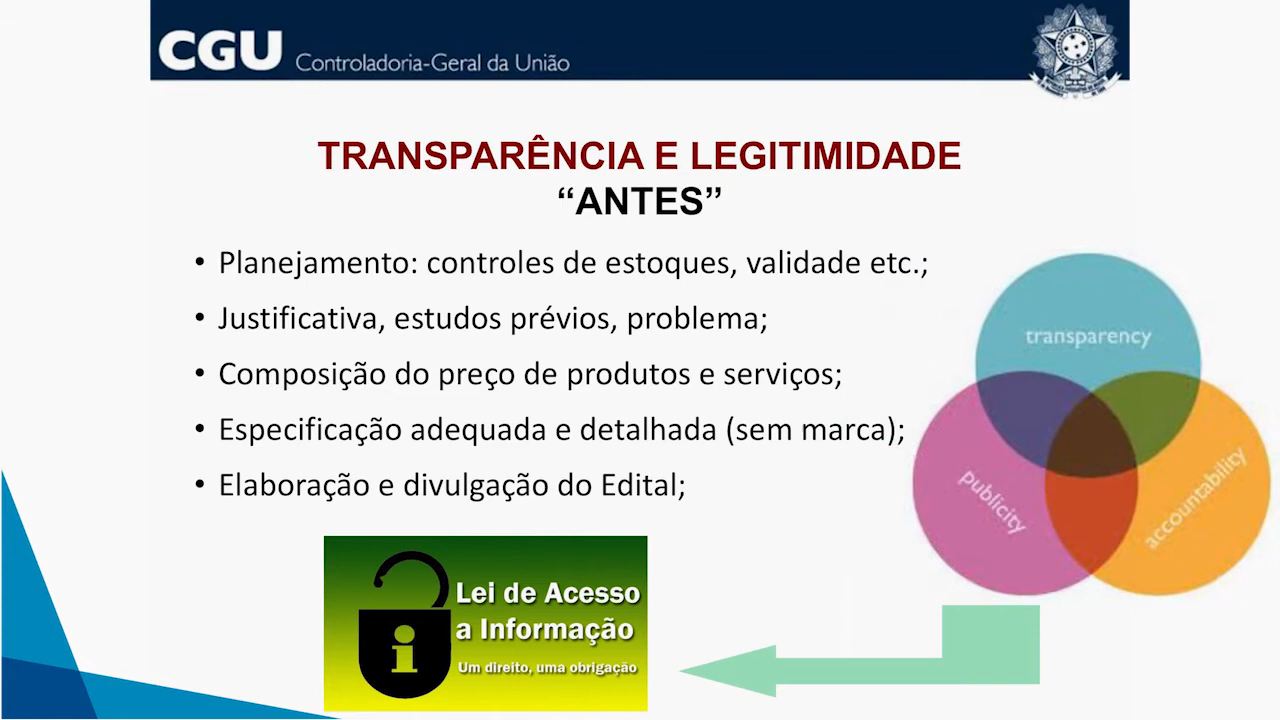 CGU Controladoria-Geral da União
TRANSPARÊNCIA E LEGITIMIDADE
“ANTES”
• Planejamento: controles de estoques, validade etc.;
• Justificativa, estudos prévios, problema;
• Composição do preço de produtos e serviços;
• Especificação adequada e detalhada (sem marca);
• Elaboração e divulgação do Edital;
transparency
publicity
accountability
Lei de Acesso
a Informação
Um direito, uma obrigação